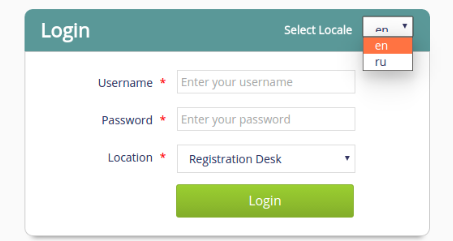 Login
Select Locale en
en
ru
Username *
Enter your username
Password *
Enter your password
Location *
Registration Desk
Login